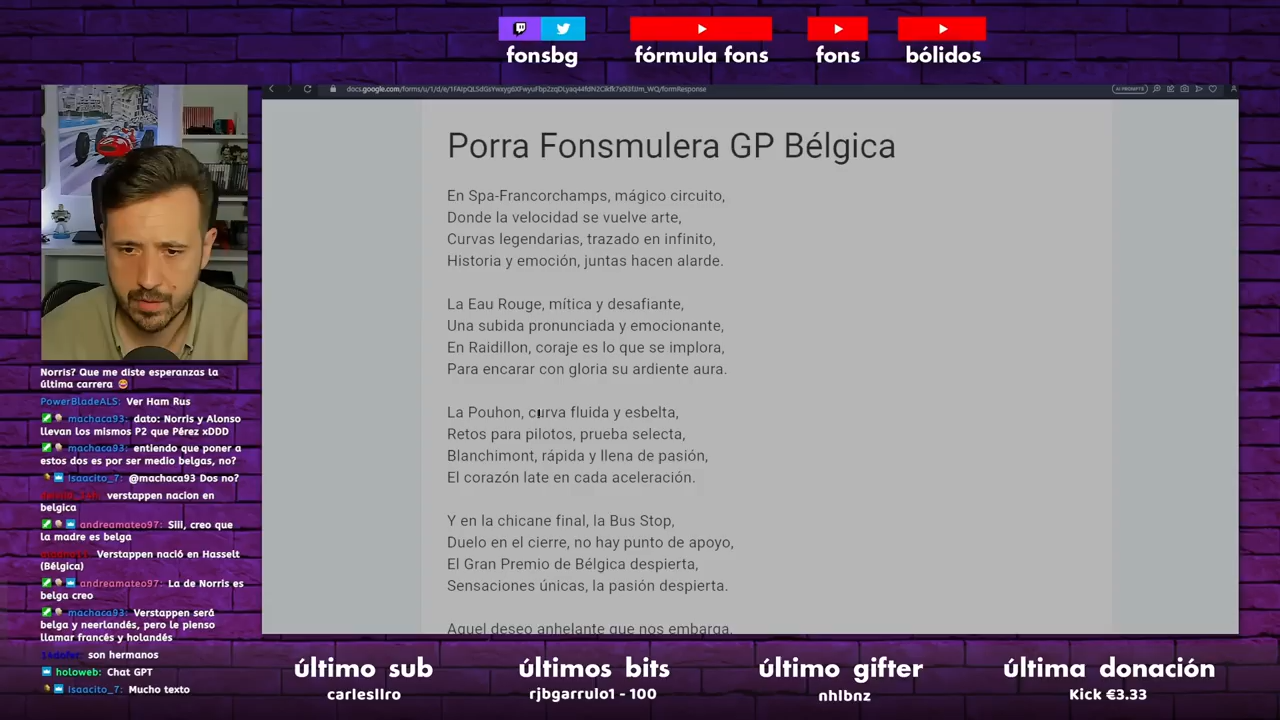 fonsbg
fórmula fons
fons
bólidos
AI PROMPTS
Porra Fonsmulera GP Bélgica
En Spa-Francorchamps, mágico circuito,
Donde la velocidad se vuelve arte,
Curvas legendarias, trazado en infinito,
Historia y emoción, juntas hacen alarde.
La Eau Rouge, mítica y desafiante,
Una subida pronunciada y emocionante,
En Raidillon, coraje es lo que se implora,
Para encarar con gloria su ardiente aura.
La Pouhon, curva fluida y esbelta,
Retos para pilotos, prueba selecta,
Blanchimont, rápida y llena de pasión,
El corazón late en cada aceleración.
Y en la chicane final, la Bus Stop,
Duelo en el cierre, no hay punto de apoyo,
El Gran Premio de Bélgica despierta,
Sensaciones únicas, la pasión despierta.
Aquel deseo anhelante que nos embarga,
Norris? Que me diste esperanzas la
última carrera
PowerBladeALS: Ver Ham Rus
machaca93: dato: Norris y Alonso
llevan los mismos P2 que Pérez xDDD
machaca93: entiendo que poner a
estos dos es por ser medio belgas, no?
Isaacito_7: @machaca93 Dos no?
verstappen nacion en
belgica
andreamateo97: Siii, creo que
la madre es belga
Verstappen nació en Hasselt
(Bélgica)
andreamateo97: La de Norris es
belga creo
machaca93: Verstappen será
belga y neerlandés, pero le pienso
llamar francés y holandés
son hermanos
holoweb: Chat GPT
Isaacito_7: Mucho texto
último sub
carlesllro
últimos bits
rjbgarrulo1 - 100
último gifter
nhlbnz
última donación
Kick €3.33